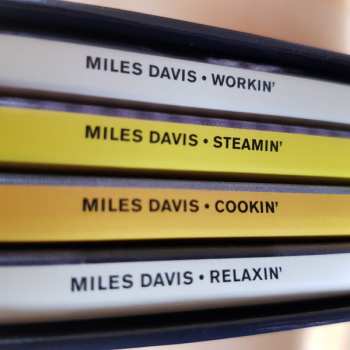 MILES DAVIS • WORKIN'
MILES DAVIS • STEAMIN'
MILES DAVIS • COOKIN'
MILES DAVIS • RELAXIN'